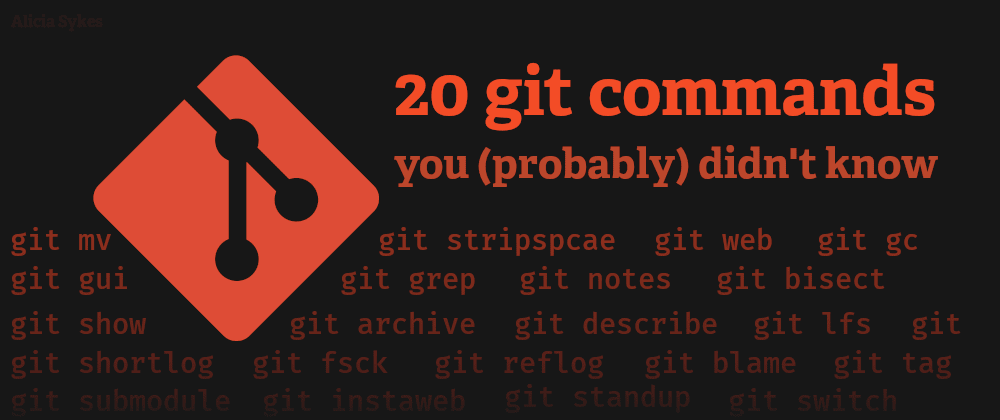 Alicia Sykes
20 git commands
you (probably) didn't know
git mv git stripspcae git web git gc
git gui git grep git notes git bisect
git show git archive git describe git lfs git
git shortlog git fsck git reflog git blame git tag
git submodule git instaweb git standup git switch